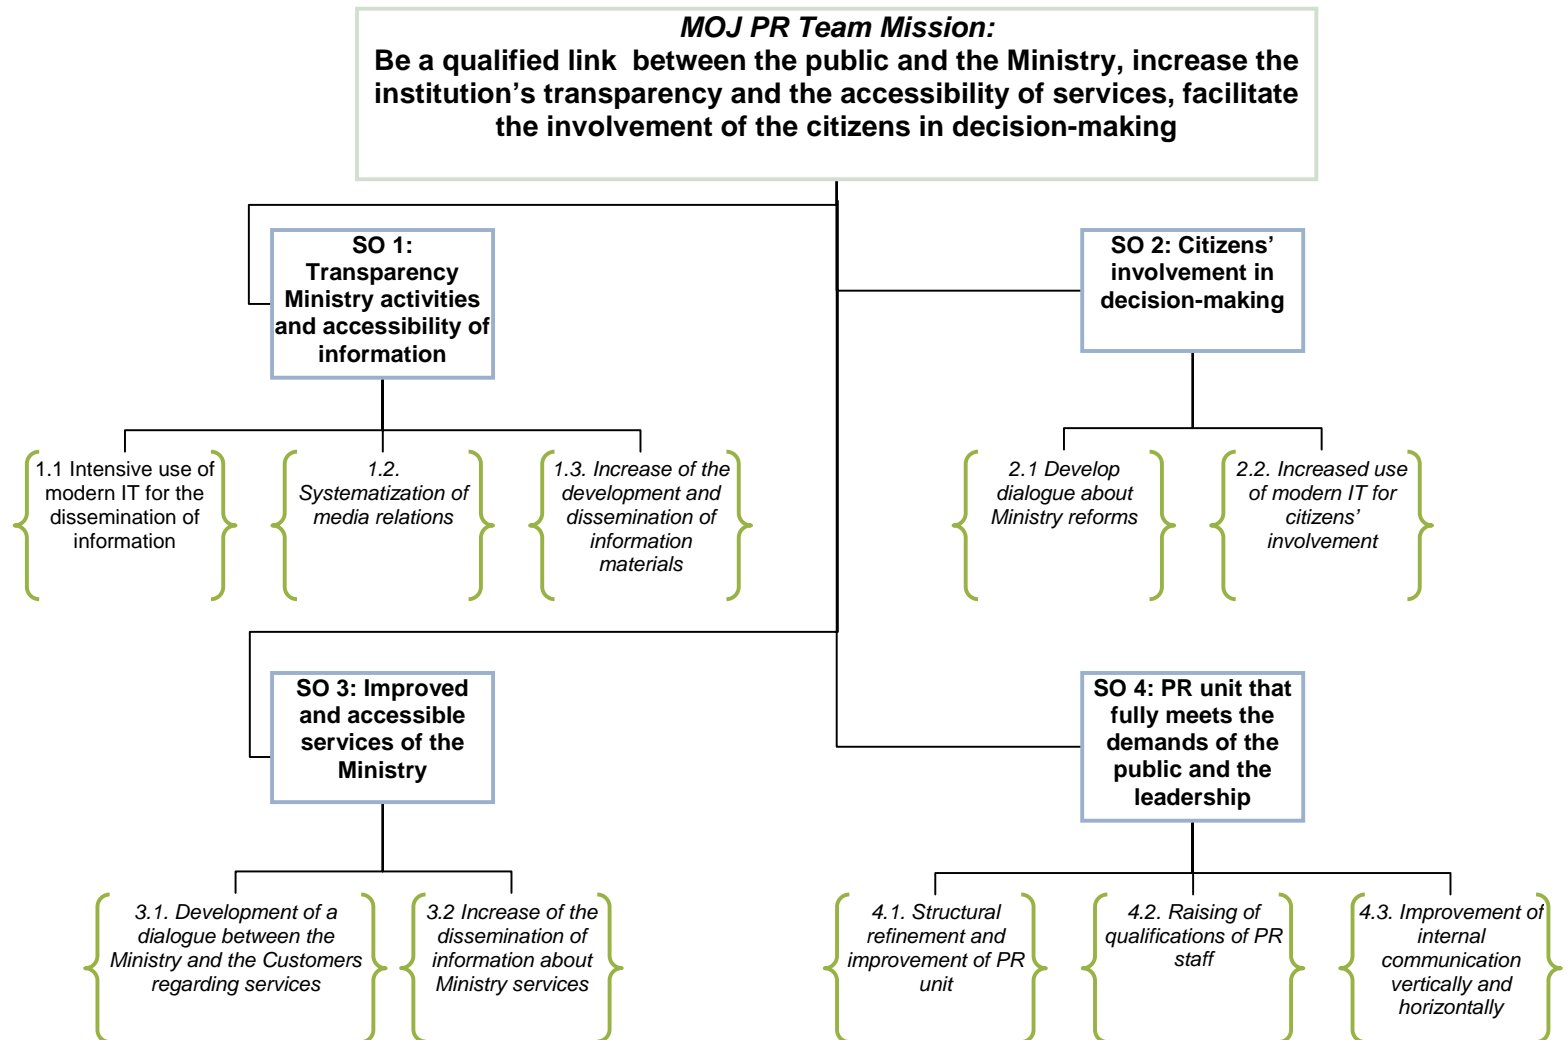 MOJ PR Team Mission:
Be a qualified link between the public and the Ministry, increase the
institution’s transparency and the accessibility of services, facilitate
the involvement of the citizens in decision-making
SO 1:
Transparency
Ministry activities
and accessibility of
information
SO 2: Citizens’
involvement in
decision-making
1.1 Intensive use of
modern IT for the
dissemination of
information
1.2.
Systematization of
media relations
1.3. Increase of the
development and
dissemination of
information
materials
2.1 Develop
dialogue about
Ministry reforms
2.2. Increased use
of modern IT for
citizens’
involvement
SO 3: Improved
and accessible
services of the
Ministry
SO 4: PR unit that
fully meets the
demands of the
public and the
leadership
3.1. Development of a
dialogue between the
Ministry and the Customers
regarding services
3.2 Increase of the
dissemination of
information about
Ministry services
4.1. Structural
refinement and
improvement of PR
unit
4.2. Raising of
qualifications of PR
staff
4.3. Improvement of
internal
communication
vertically and
horizontally